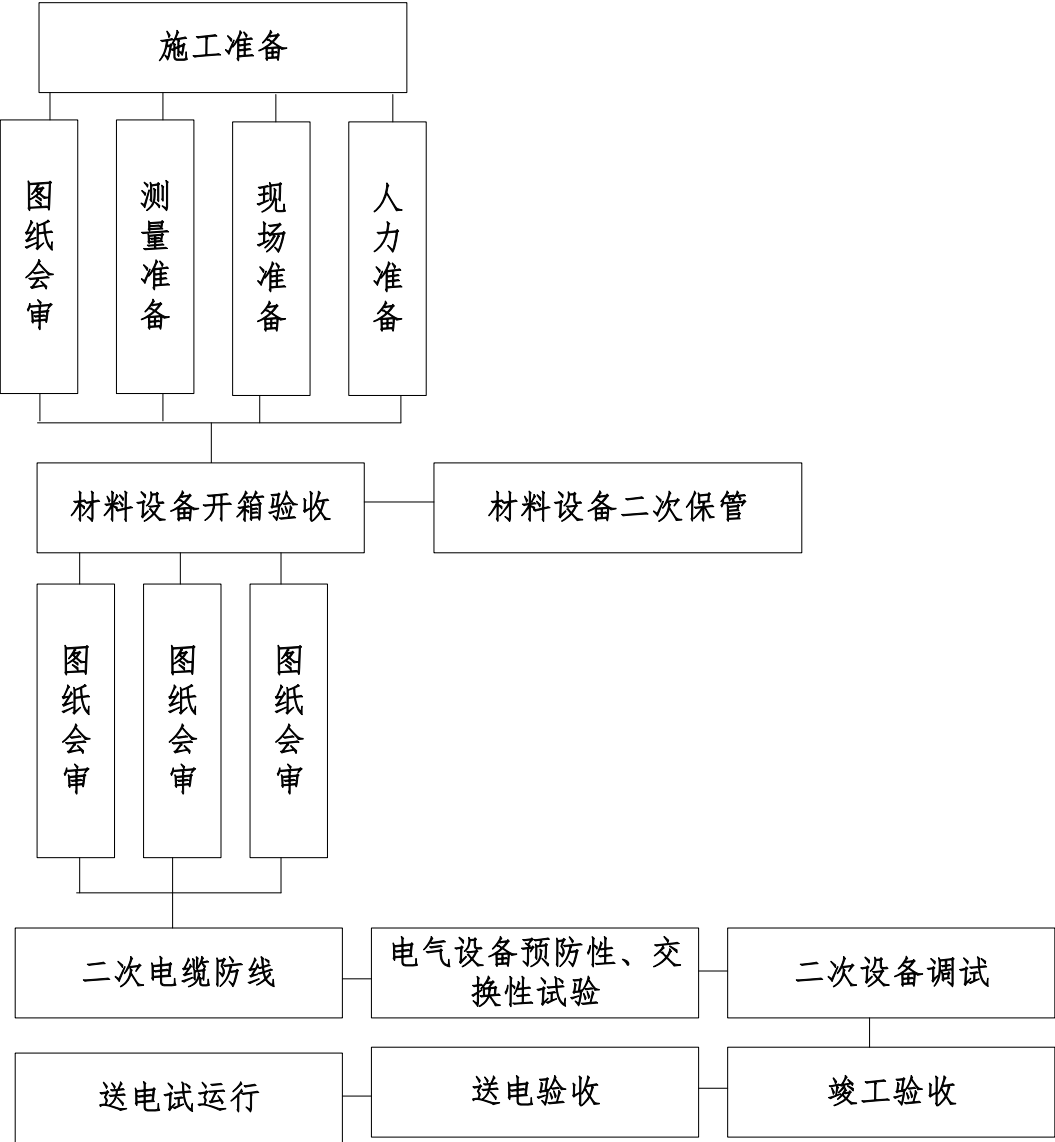 施工准备
图纸会审
测量准备
现场准备
人力准备
材料设备开箱验收
材料设备二次保管
图纸会审
图纸会审
图纸会审
二次电缆防线
电气设备预防性、交
换性试验
二次设备调试
送电试运行
送电验收
竣工验收